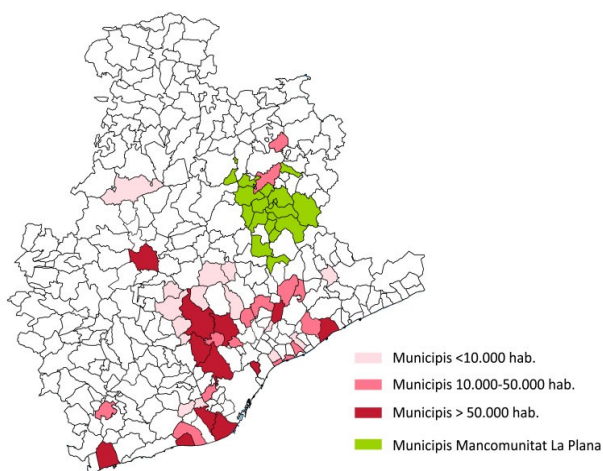 Municipis <10.000 hab.
Municipis 10.000-50.000 hab.
Municipis > 50.000 hab.
Municipis Mancomunitat La Plana